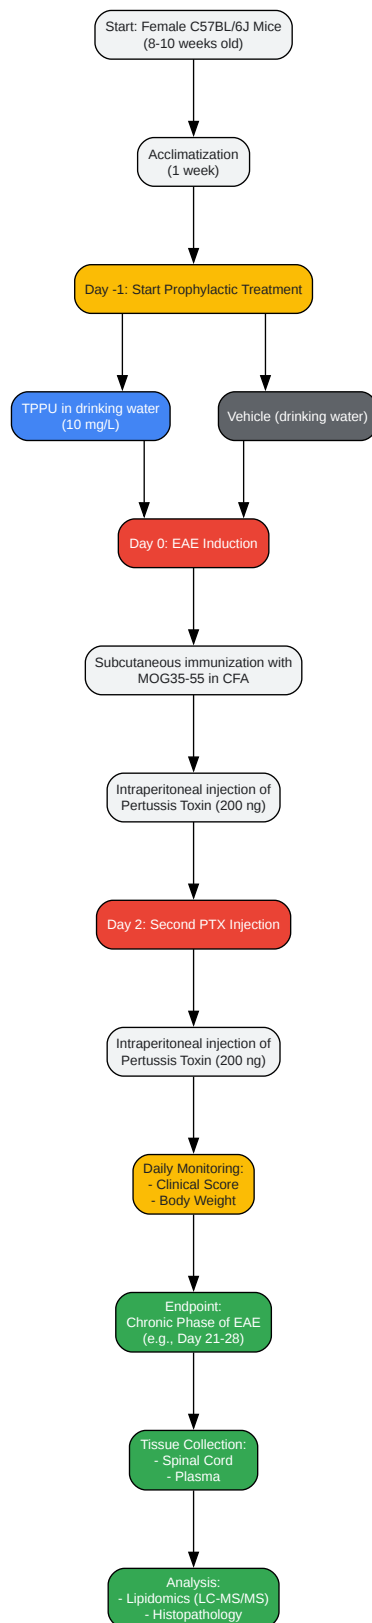 Start: Female C57BL/6J Mice
(8-10 weeks old)
Acclimatization
(1 week)
Day -1: Start Prophylactic Treatment
TPPU in drinking water
(10 mg/L)
Vehicle (drinking water)
Day 0: EAE Induction
Subcutaneous immunization with
MOG35-55 in CFA
Intraperitoneal injection of
Pertussis Toxin (200 ng)
Day 2: Second PTX Injection
Intraperitoneal injection of
Pertussis Toxin (200 ng)
Daily Monitoring:
- Clinical Score
- Body Weight
Endpoint:
Chronic Phase of EAE
(e.g., Day 21-28)
Tissue Collection:
- Spinal Cord
- Plasma
Analysis:
- Lipidomics (LC-MS/MS)
- Histopathology